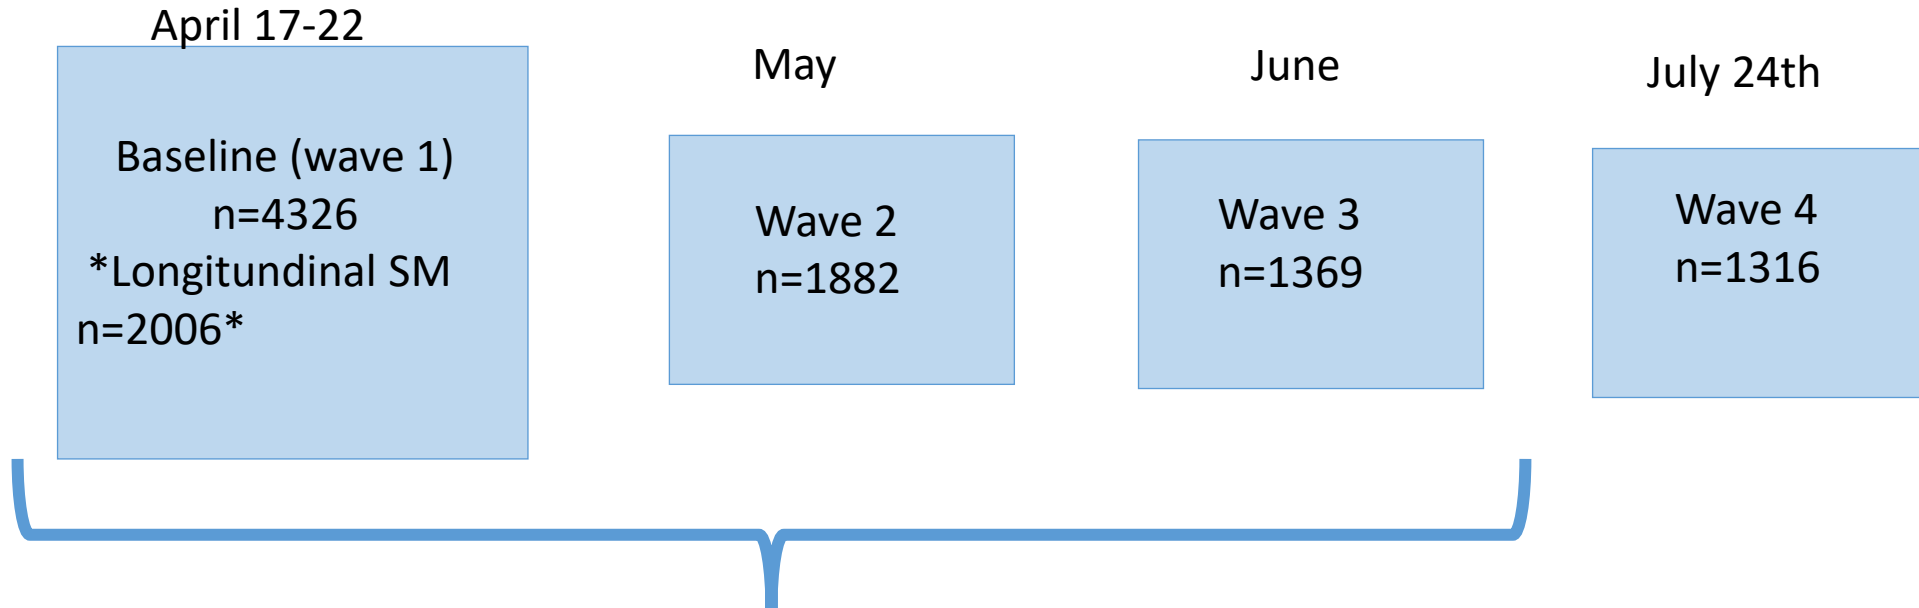 April 17-22
Baseline (wave 1)
n=4326
*Longitundinal SM
n=2006*
May
Wave 2
n=1882
June
Wave 3
n=1369
July 24th
Wave 4
n=1316